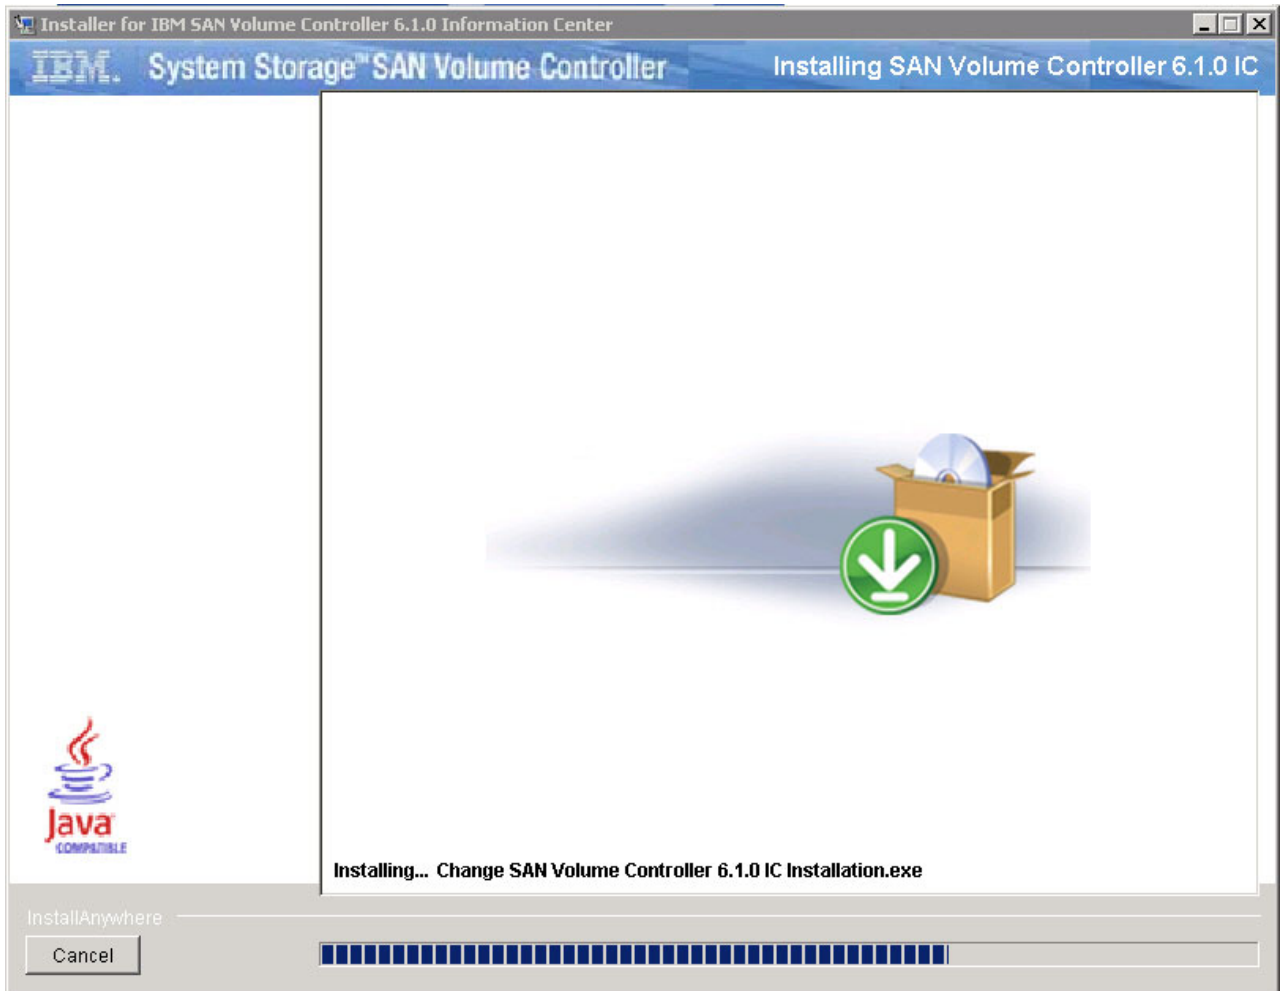 Installer for IBM SAN Volume Controller 6.1.0 Information Center
IBM. System Storage™ SAN Volume Controller
Installing SAN Volume Controller 6.1.0 IC
Java
COMPATIBLE
Installing... Change SAN Volume Controller 6.1.0 IC Installation.exe
InstallAnywhere
Cancel